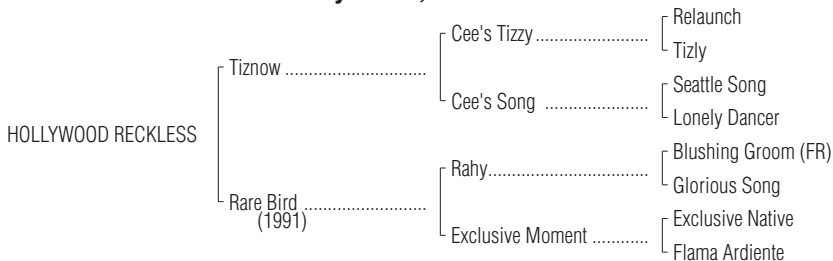 Relaunch
Cee's Tizzy
Tizly
Tiznow
Seattle Song
Cee's Song
Lonely Dancer
HOLLYWOOD RECKLESS
Blushing Groom (FR)
Rahy
Glorious Song
Rare Bird
(1991)
Exclusive Native
Exclusive Moment
Flama Ardiente